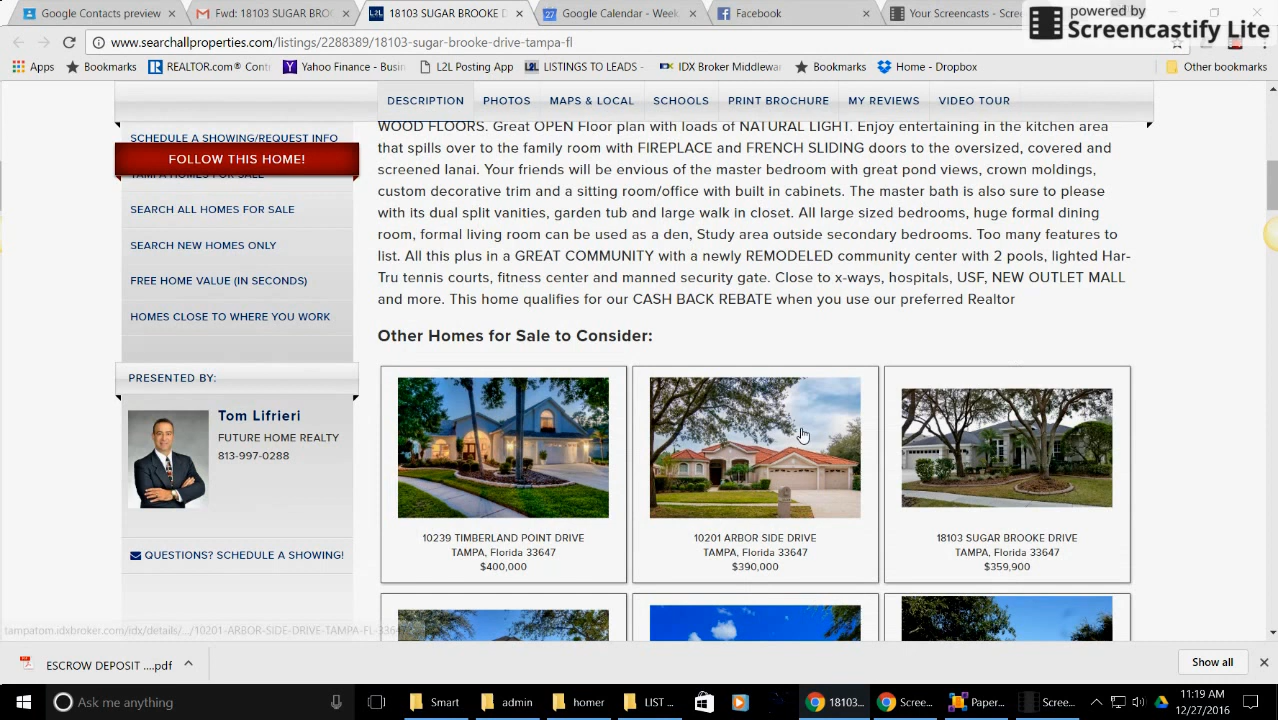 Google Contacts preview
Fwd: 18103 SUGAR BRO
18103 SUGAR BROOKE D
Google Calendar - Week
Facebook
Your Screencasts - Scre
powered by
Screencastify Lite
www.searchallproperties.com/listings/2288389/18103-sugar-brooke-drive-tampa-fl
Apps
Bookmarks
REALTOR.com® Cont
Yahoo Finance - Busin
L2L Posting App
LISTINGS TO LEADS -
IDX Broker Middlewar
Bookmarks
Home - Dropbox
Other bookmarks
DESCRIPTION
PHOTOS
MAPS & LOCAL
SCHOOLS
PRINT BROCHURE
MY REVIEWS
VIDEO TOUR
SCHEDULE A SHOWING/REQUEST INFO
FOLLOW THIS HOME!
TAMPA HOMES FOR SALE
SEARCH ALL HOMES FOR SALE
SEARCH NEW HOMES ONLY
FREE HOME VALUE (IN SECONDS)
HOMES CLOSE TO WHERE YOU WORK
PRESENTED BY:
Tom Lifrieri
FUTURE HOME REALTY
813-997-0288
QUESTIONS? SCHEDULE A SHOWING!
WOOD FLOORS. Great OPEN Floor plan with loads of NATURAL LIGHT. Enjoy entertaining in the kitchen area
that spills over to the family room with FIREPLACE and FRENCH SLIDING doors to the oversized, covered and
screened lanai. Your friends will be envious of the master bedroom with great pond views, crown moldings,
custom decorative trim and a sitting room/office with built in cabinets. The master bath is also sure to please
with its dual split vanities, garden tub and large walk in closet. All large sized bedrooms, huge formal dining
room, formal living room can be used as a den, Study area outside secondary bedrooms. Too many features to
list. All this plus in a GREAT COMMUNITY with a newly REMODELED community center with 2 pools, lighted Har-
Tru tennis courts, fitness center and manned security gate. Close to x-ways, hospitals, USF, NEW OUTLET MALL
and more. This home qualifies for our CASH BACK REBATE when you use our preferred Realtor
Other Homes for Sale to Consider:
10239 TIMBERLAND POINT DRIVE
TAMPA, Florida 33647
$400,000
10201 ARBOR SIDE DRIVE
TAMPA, Florida 33647
$390,000
18103 SUGAR BROOKE DRIVE
TAMPA, Florida 33647
$359,900
tampatom.idxbroker.com/idx/details/.../10201-ARBOR-SIDE-DRIVE-TAMPA-FL-336
ESCROW DEPOSIT ....pdf
Show all
Ask me anything
Smart
admin
homer
LIST ...
18103...
Scree...
Paper...
Scree...
11:19 AM
12/27/2016